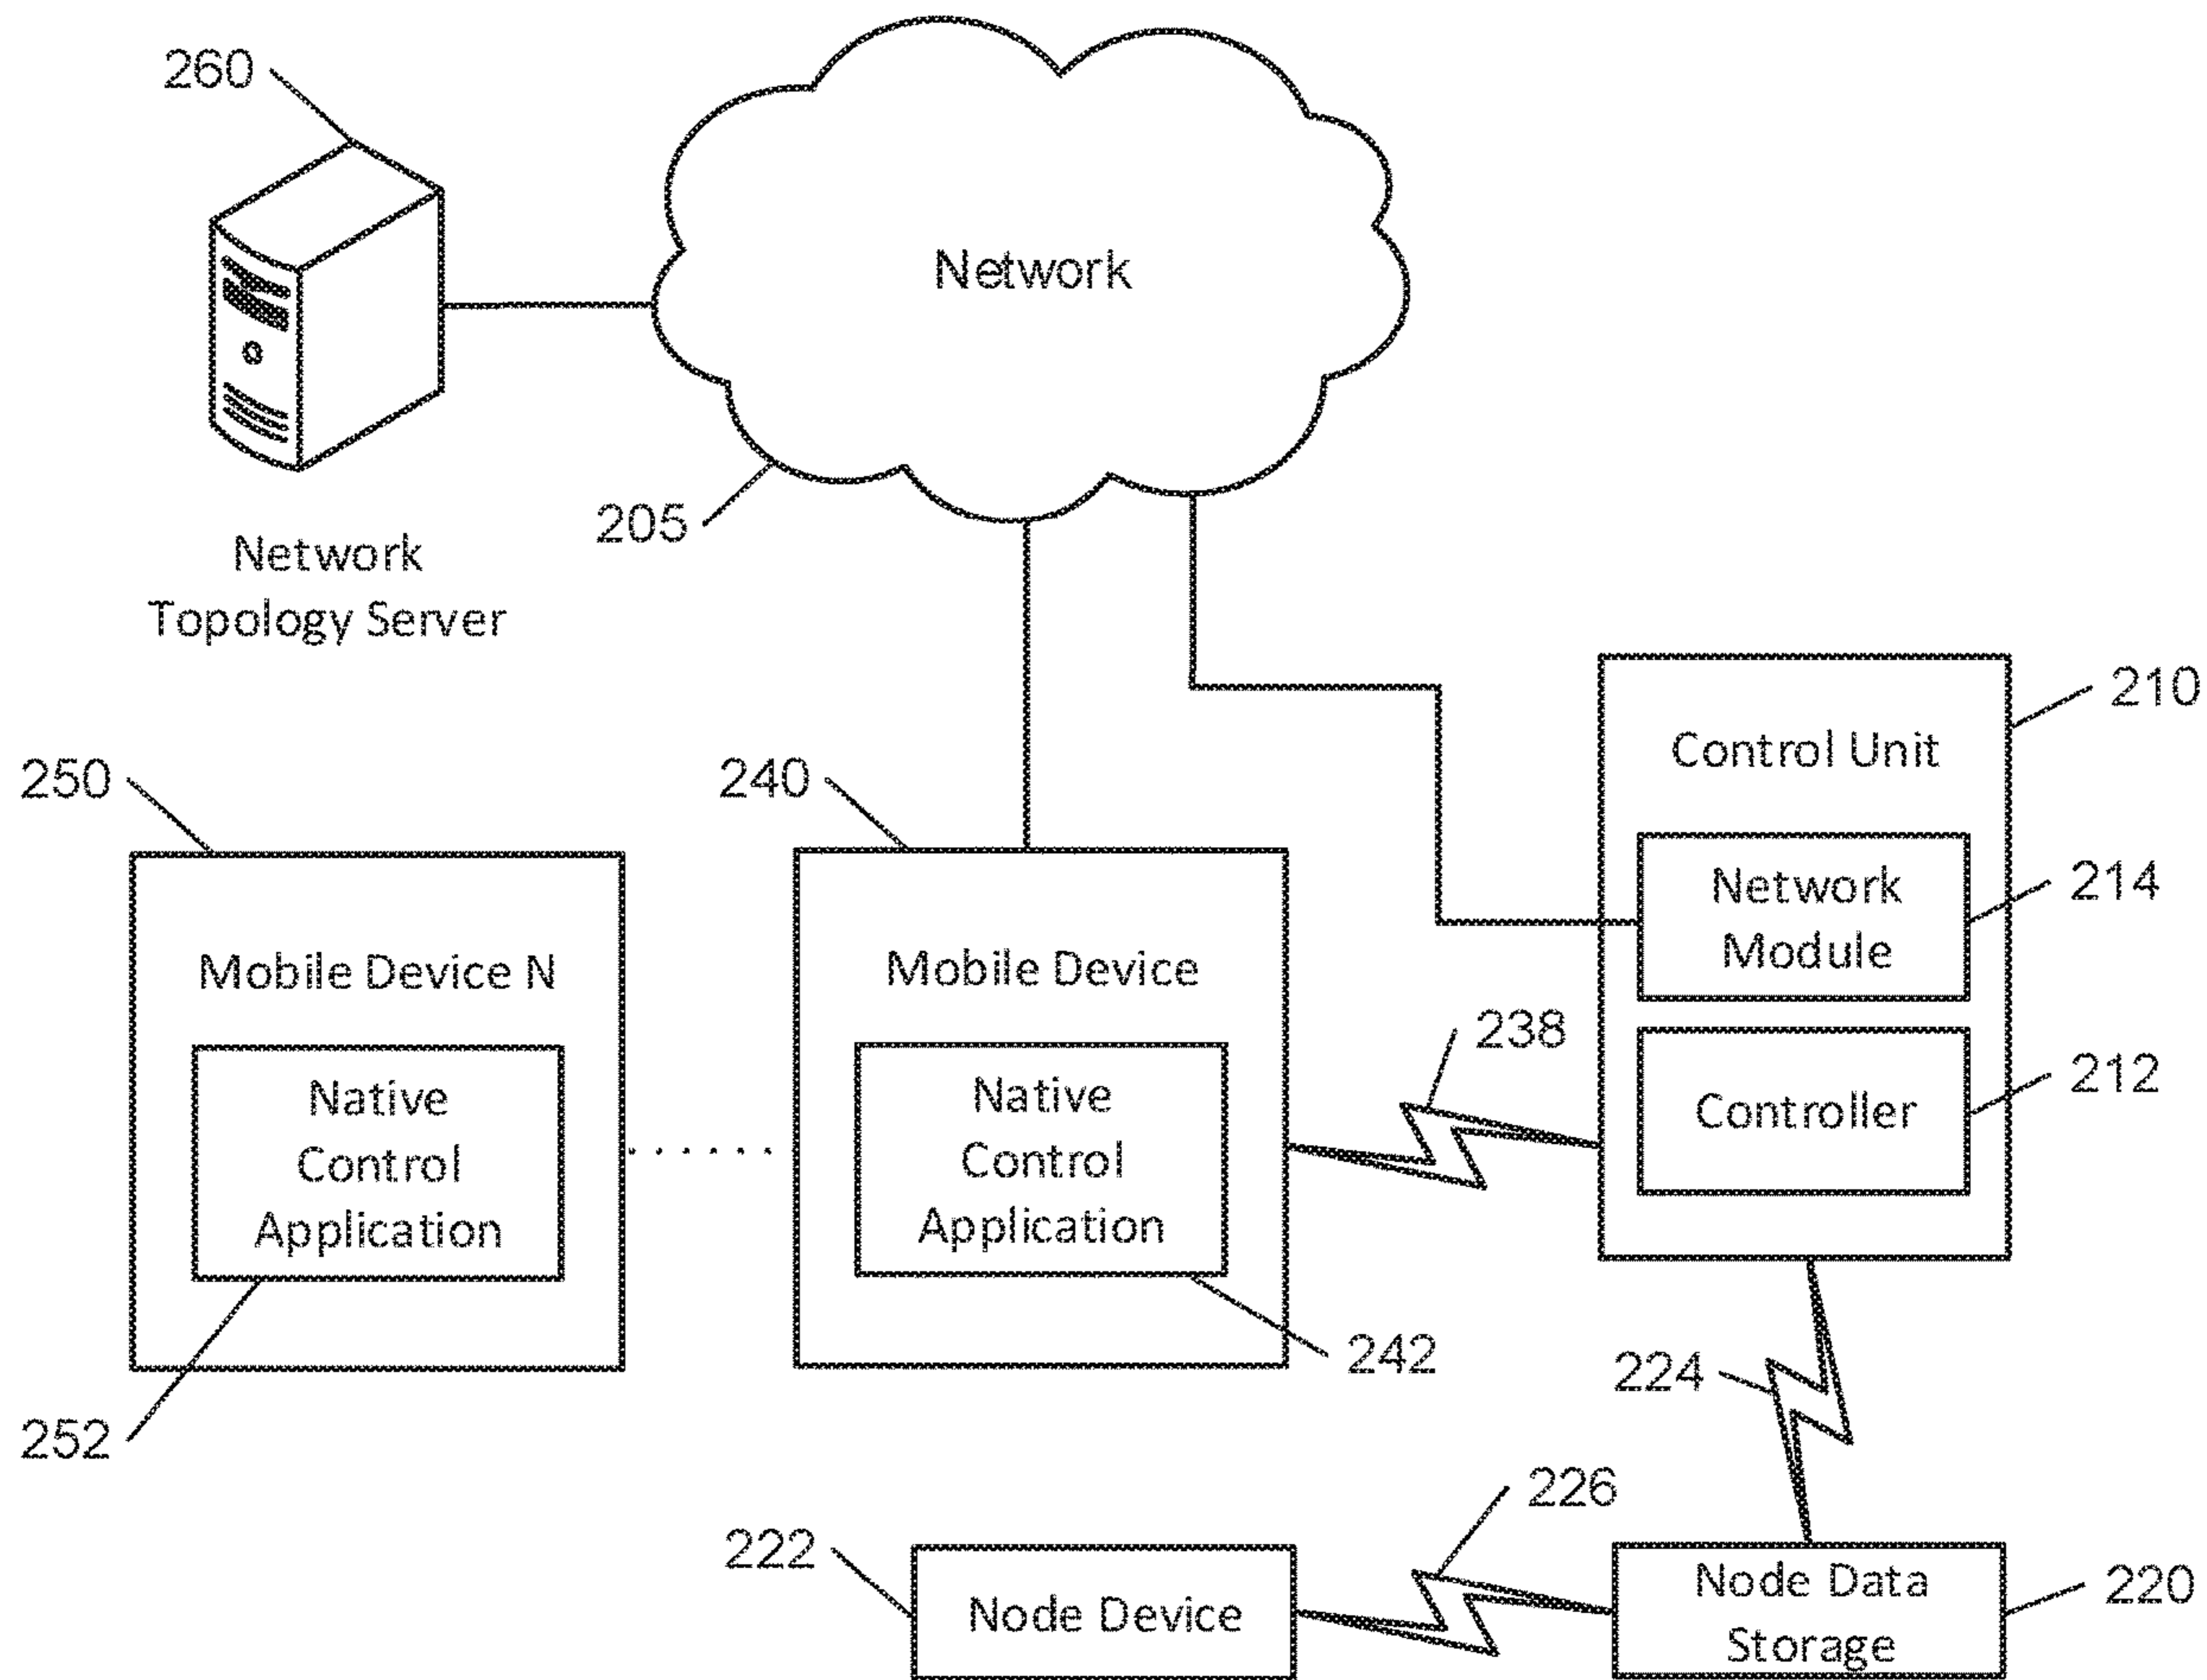 260
Network
205
Network
Topology Server
210
Control Unit
250
240
Network
Module
214
Mobile Device N
Mobile Device
238
Native
Control
Application
Native
Control
Application
Controller
212
242
224
252
226
222
Node Device
Node Data
Storage
220